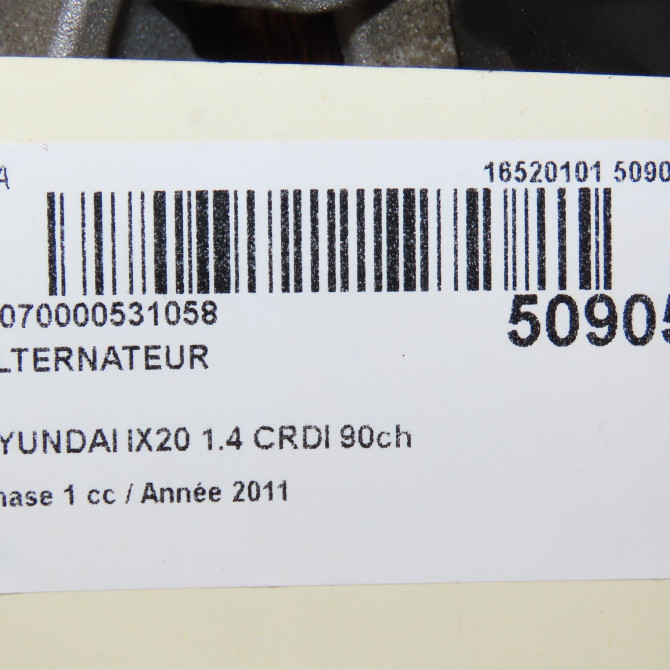 A 16520101 5090
070000531058 50905
LTERNATEUR
YUNDAI IX20 1.4 CRDI 90ch
hase 1 cc / Année 2011